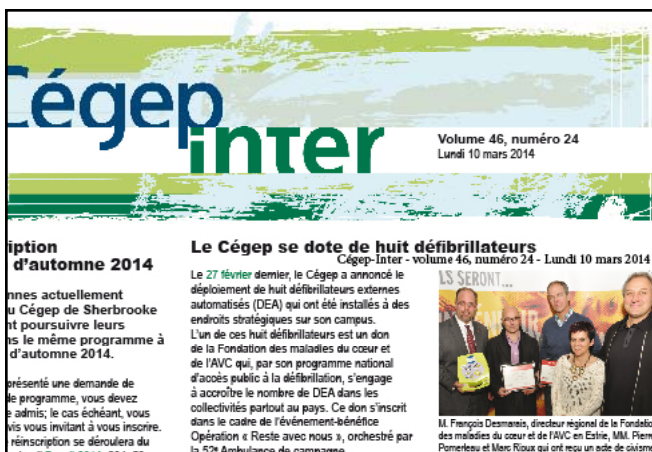 Cégep
inter
Volume 46, numéro 24
Lundi 10 mars 2014
d'automne 2014
actuellement
Cégep de Sherbrooke
poursuivre leurs
le même programme à
d'automne 2014.
une demande de
programme, vous devez
admis; le cas échéant, vous
vous invitant à vous inscrire.
réinscription se déroulera du
Le Cégep se dote de huit défibrillateurs
Cégep-Inter - volume 46, numéro 24 - Lundi 10 mars 2014
Le 27 février dernier, le Cégep a annoncé le
déploiement de huit défibrillateurs externes
automatisés (DEA) qui ont été installés à des
endroits stratégiques sur son campus.
L'un de ces huit défibrillateurs est un don
de la Fondation des maladies du cœur et
de l'AVC qui, par son programme national
d'accès public à la défibrillation, s'engage
à accroître le nombre de DEA dans les
collectivités partout au pays. Ce don s'inscrit
dans le cadre de l'événement-bénéfice
Opération « Reste avec nous », orchestré par
la 52e Ambulance de campagne
LS SERONT...
M. François Desmarais, directeur régional de la Fondation
des maladies du cœur et de l'AVC en Estrie, MM. Pierre
Pomerleau et Marc Rioux qui ont reçu un acte de civisme